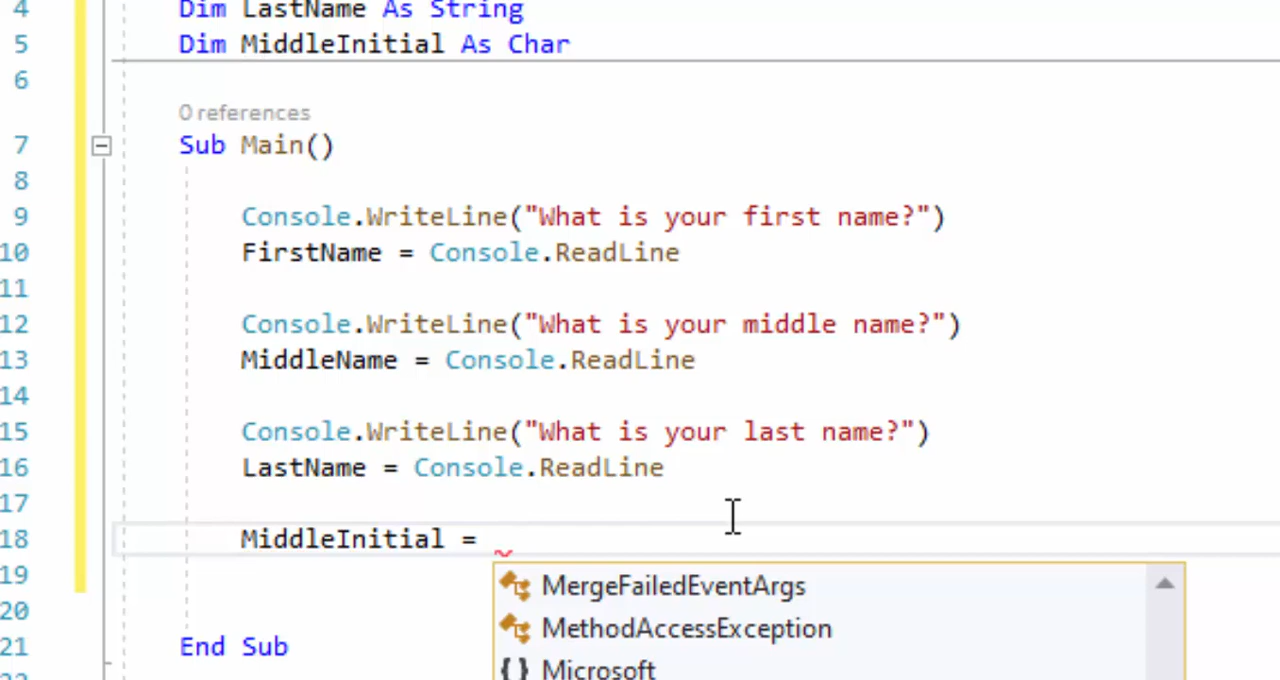 4 Dim LastName As String
5 Dim MiddleInitial As Char
6
0 references
7 Sub Main()
8
9 Console.WriteLine("What is your first name?")
10 FirstName = Console.ReadLine
11
12 Console.WriteLine("What is your middle name?")
13 MiddleName = Console.ReadLine
14
15 Console.WriteLine("What is your last name?")
16 LastName = Console.ReadLine
17
18 MiddleInitial =
19
MergeFailedEventArgs
20
MethodAccessException
21 End Sub
{} Microsoft